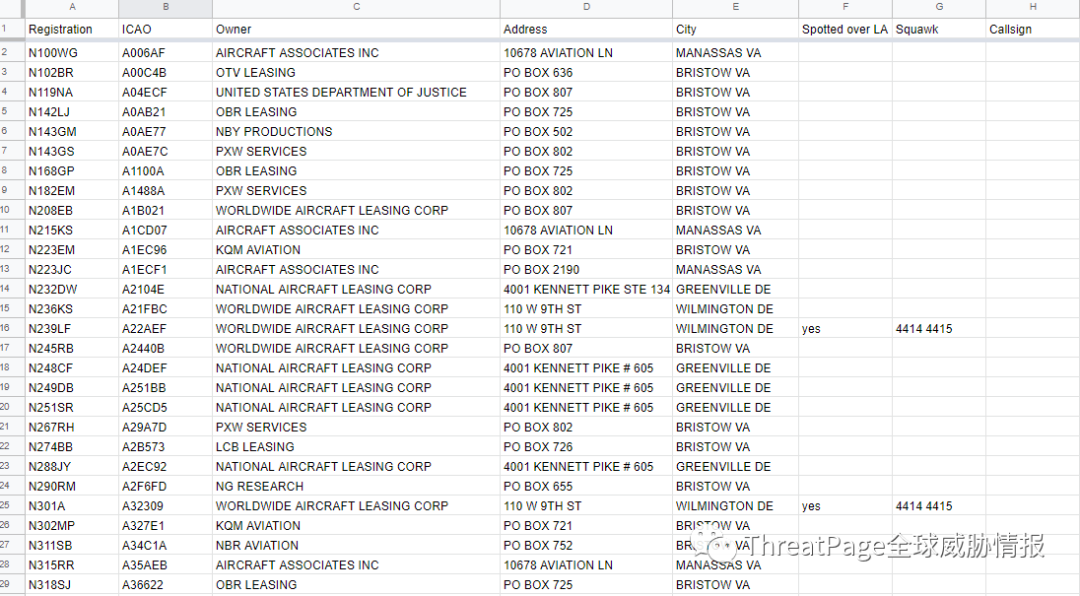 A B C D E F G H
1 Registration ICAO Owner Address City Spotted over LA Squawk Callsign
2 N100WG A006AF AIRCRAFT ASSOCIATES INC 10678 AVIATION LN MANASSAS VA
3 N102BR A00C4B OTV LEASING PO BOX 636 BRISTOW VA
4 N119NA A04ECF UNITED STATES DEPARTMENT OF JUSTICE PO BOX 807 BRISTOW VA
5 N142LJ A0AB21 OBR LEASING PO BOX 725 BRISTOW VA
6 N143GM A0AE77 NBY PRODUCTIONS PO BOX 502 BRISTOW VA
7 N143GS A0AE7C PXW SERVICES PO BOX 802 BRISTOW VA
8 N168GP A1100A OBR LEASING PO BOX 725 BRISTOW VA
9 N182EM A1488A PXW SERVICES PO BOX 802 BRISTOW VA
10 N208EB A1B021 WORLDWIDE AIRCRAFT LEASING CORP PO BOX 807 BRISTOW VA
11 N215KS A1CD07 AIRCRAFT ASSOCIATES INC 10678 AVIATION LN MANASSAS VA
12 N223EM A1EC96 KQM AVIATION PO BOX 721 BRISTOW VA
13 N223JC A1ECF1 AIRCRAFT ASSOCIATES INC PO BOX 2190 MANASSAS VA
14 N232DW A2104E NATIONAL AIRCRAFT LEASING CORP 4001 KENNETT PIKE STE 134 GREENVILLE DE
15 N236KS A21FBC WORLDWIDE AIRCRAFT LEASING CORP 110 W 9TH ST WILMINGTON DE
16 N239LF A22AEF WORLDWIDE AIRCRAFT LEASING CORP 110 W 9TH ST WILMINGTON DE yes 4414 4415
17 N245RB A2440B WORLDWIDE AIRCRAFT LEASING CORP PO BOX 807 BRISTOW VA
18 N248CF A24DEF NATIONAL AIRCRAFT LEASING CORP 4001 KENNETT PIKE # 605 GREENVILLE DE
19 N249DB A251BB NATIONAL AIRCRAFT LEASING CORP 4001 KENNETT PIKE # 605 GREENVILLE DE
20 N251SR A25CD5 NATIONAL AIRCRAFT LEASING CORP 4001 KENNETT PIKE # 605 GREENVILLE DE
21 N267RH A29A7D PXW SERVICES PO BOX 802 BRISTOW VA
22 N274BB A2B573 LCB LEASING PO BOX 726 BRISTOW VA
23 N288JY A2EC92 NATIONAL AIRCRAFT LEASING CORP 4001 KENNETT PIKE # 605 GREENVILLE DE
24 N290RM A2F6FD NG RESEARCH PO BOX 655 BRISTOW VA
25 N301A A32309 WORLDWIDE AIRCRAFT LEASING CORP 110 W 9TH ST WILMINGTON DE yes 4414 4415
26 N302MP A327E1 KQM AVIATION PO BOX 721 BRISTOW VA
27 N311SB A34C1A NBR AVIATION PO BOX 752 BRISTOW VA
ThreatPage全球威胁情报
28 N315RR A35AEB AIRCRAFT ASSOCIATES INC 10678 AVIATION LN MANASSAS VA
29 N318SJ A36622 OBR LEASING PO BOX 725 BRISTOW VA